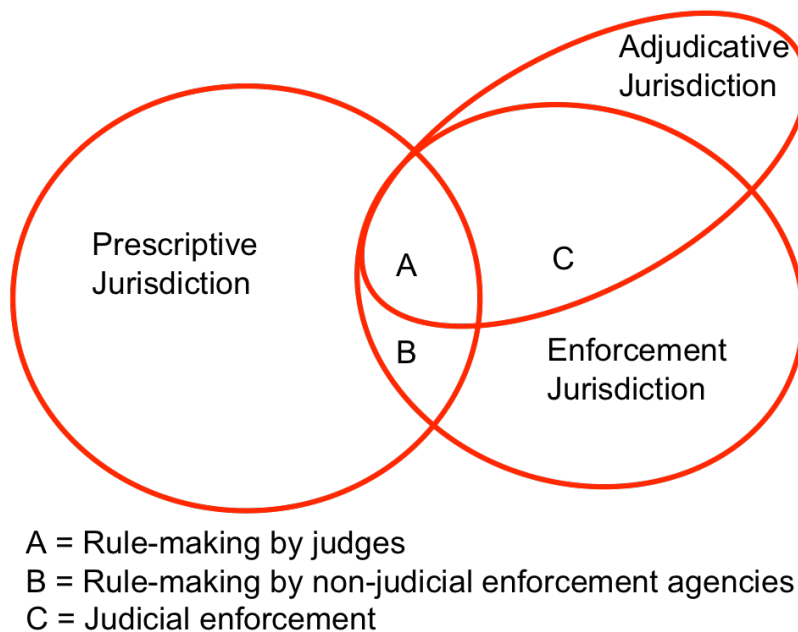 Adjudicative
Jurisdiction
Prescriptive
Jurisdiction
A
C
B
Enforcement
Jurisdiction
A = Rule-making by judges
B = Rule-making by non-judicial enforcement agencies
C = Judicial enforcement